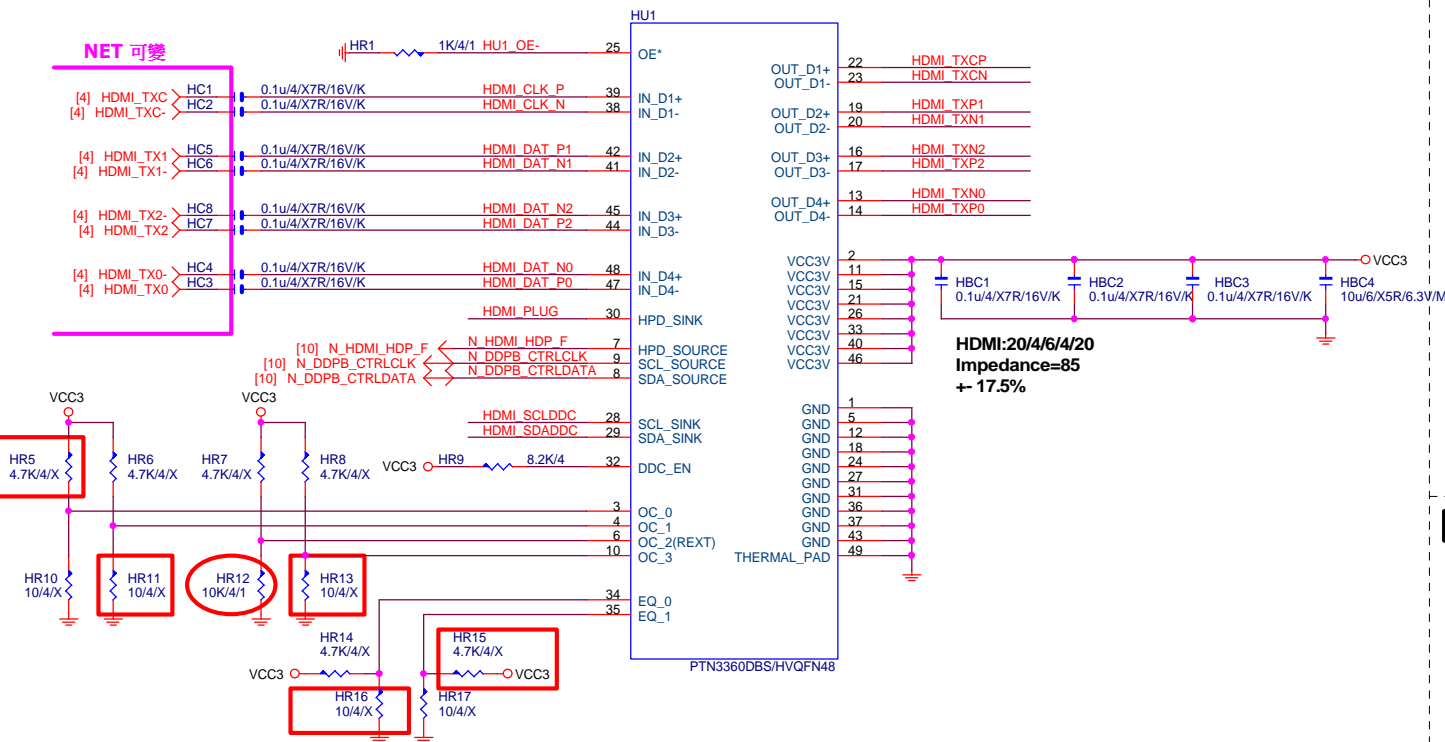 HU1
NET 可變
HR1 1K/4/1 HU1_OE- 25 OE*
[4] HDMI_TXC HC1 0.1u/4/X7R/16V/K HDMI_CLK_P 39 IN_D1+
[4] HDMI_TXC- HC2 0.1u/4/X7R/16V/K HDMI_CLK_N 38 IN_D1-
[4] HDMI_TX1 HC5 0.1u/4/X7R/16V/K HDMI_DAT_P1 42 IN_D2+
[4] HDMI_TX1- HC6 0.1u/4/X7R/16V/K HDMI_DAT_N1 41 IN_D2-
[4] HDMI_TX2- HC8 0.1u/4/X7R/16V/K HDMI_DAT_N2 45 IN_D3+
[4] HDMI_TX2 HC7 0.1u/4/X7R/16V/K HDMI_DAT_P2 44 IN_D3-
[4] HDMI_TX0- HC4 0.1u/4/X7R/16V/K HDMI_DAT_N0 48 IN_D4+
[4] HDMI_TX0 HC3 0.1u/4/X7R/16V/K HDMI_DAT_P0 47 IN_D4-
HDMI_PLUG 30 HPD_SINK
[10] N_HDMI_HDP_F N_HDMI_HDP_F 7 HPD_SOURCE
[10] N_DDPB_CTRLCLK N_DDPB_CTRLCLK 9 SCL_SOURCE
[10] N_DDPB_CTRLDATA N_DDPB_CTRLDATA 8 SDA_SOURCE
HDMI_SCLDDC 28 SCL_SINK
HDMI_SDADDC 29 SDA_SINK
VCC3 HR9 8.2K/4 32 DDC_EN
3 OC_0
4 OC_1
6 OC_2(REXT)
10 OC_3
34 EQ_0
35 EQ_1
OUT_D1+ 22 HDMI_TXCP
OUT_D1- 23 HDMI_TXCN
OUT_D2+ 19 HDMI_TXP1
OUT_D2- 20 HDMI_TXN1
OUT_D3+ 16 HDMI_TXN2
OUT_D3- 17 HDMI_TXP2
OUT_D4+ 13 HDMI_TXN0
OUT_D4- 14 HDMI_TXP0
VCC3V 2
VCC3V 11
VCC3V 15
VCC3V 21
VCC3V 26
VCC3V 33
VCC3V 40
VCC3V 46
VCC3
HBC1
0.1u/4/X7R/16V/K
HBC2
0.1u/4/X7R/16V/K
HBC3
0.1u/4/X7R/16V/K
HBC4
10u/6/X5R/6.3V/M
HDMI:20/4/6/4/20
Impedance=85
+- 17.5%
GND 1
GND 5
GND 12
GND 18
GND 24
GND 27
GND 31
GND 36
GND 37
GND 43
THERMAL_PAD 49
PTN3360DBS/HVQFN48
VCC3
VCC3
HR5
4.7K/4/X
HR6
4.7K/4/X
HR7
4.7K/4/X
HR8
4.7K/4/X
HR10
10/4/X
HR11
10/4/X
HR12
10K/4/1
HR13
10/4/X
HR14
4.7K/4/X
HR15
4.7K/4/X
VCC3
VCC3
HR16
10/4/X
HR17
10/4/X